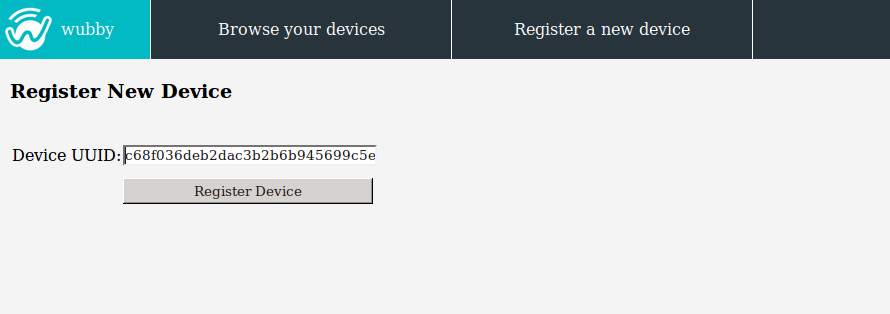 wubby
Browse your devices
Register a new device
Register New Device
Device UUID: c68f036deb2dac3b2b6b945699c5e
Register Device